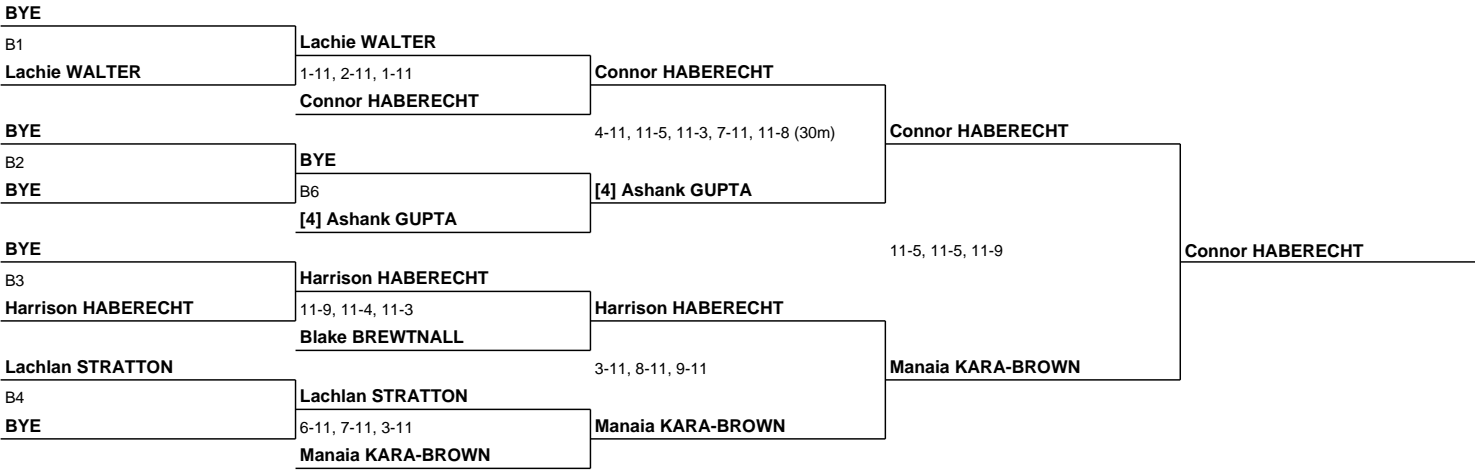 BYE
B1
Lachie WALTER
Lachie WALTER
1-11, 2-11, 1-11
Connor HABERECHT
Connor HABERECHT
BYE
B2
BYE
BYE
B6
[4] Ashank GUPTA
[4] Ashank GUPTA
4-11, 11-5, 11-3, 7-11, 11-8 (30m)
Connor HABERECHT
BYE
B3
Harrison HABERECHT
Harrison HABERECHT
11-9, 11-4, 11-3
Blake BREWTNALL
Harrison HABERECHT
Lachlan STRATTON
B4
BYE
Lachlan STRATTON
6-11, 7-11, 3-11
Manaia KARA-BROWN
Manaia KARA-BROWN
3-11, 8-11, 9-11
Manaia KARA-BROWN
11-5, 11-5, 11-9
Connor HABERECHT